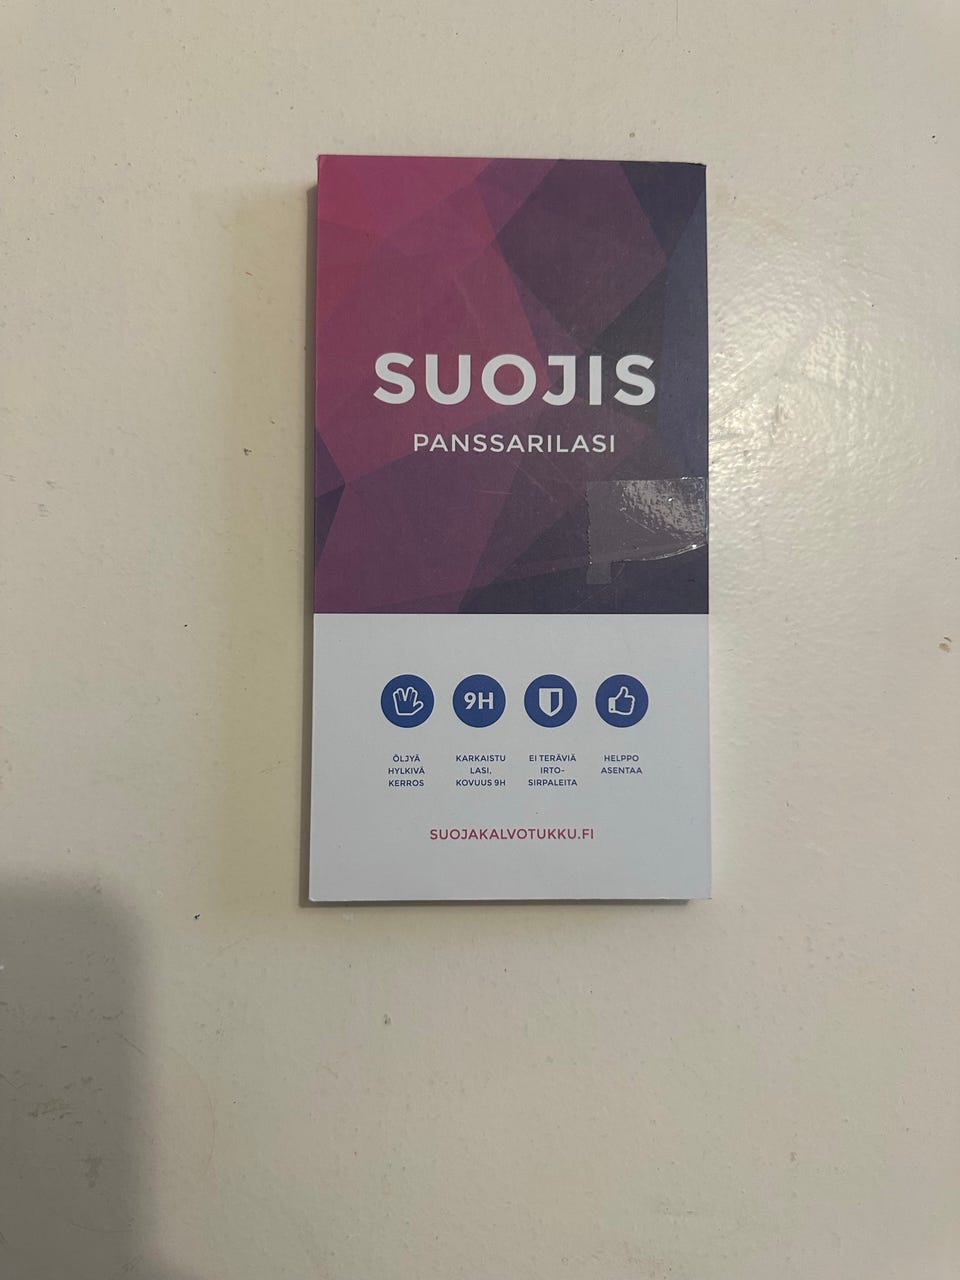 SUOJIS
PANSSARILASI
9H
ÖLJYÄ
HYLKIVÄ
KERROS
KARKAISTU
LASI,
KOVUUS 9H
EI TERÄVIÄ
IRTO-
SIRPALEITA
HELPPO
ASENTAA
SUOJAKALVOTUKKU.FI